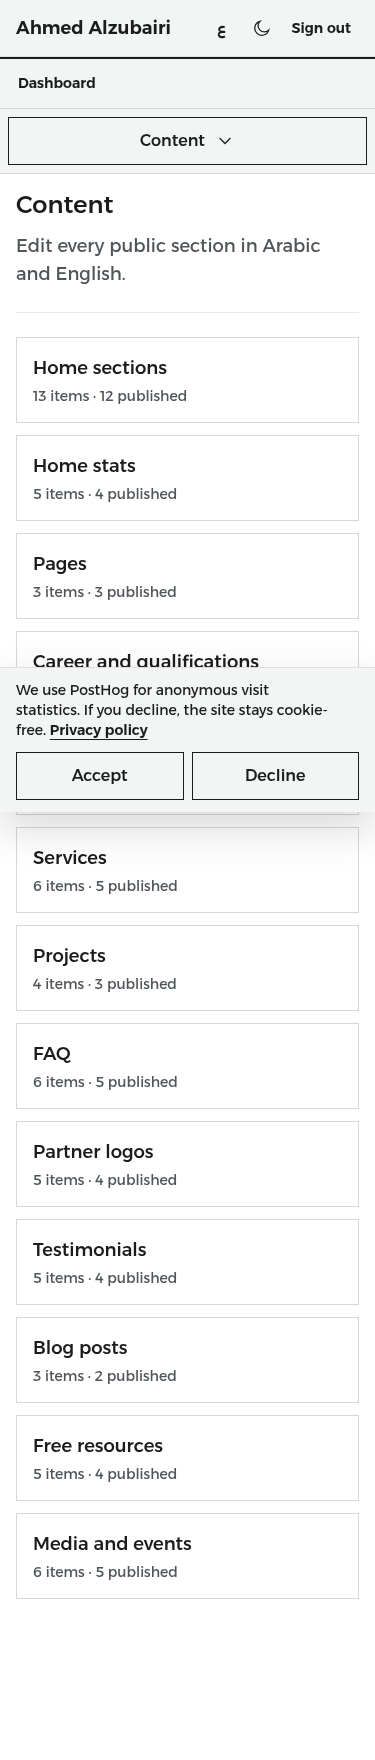 Ahmed Alzubairi
ع
Sign out
Dashboard
Content
Content
Edit every public section in Arabic
and English.
Home sections
13 items · 12 published
Home stats
5 items · 4 published
Pages
3 items · 3 published
Career and qualifications
We use PostHog for anonymous visit
statistics. If you decline, the site stays cookie-
free. Privacy policy
Accept
Decline
Services
6 items · 5 published
Projects
4 items · 3 published
FAQ
6 items · 5 published
Partner logos
5 items · 4 published
Testimonials
5 items · 4 published
Blog posts
3 items · 2 published
Free resources
5 items · 4 published
Media and events
6 items · 5 published